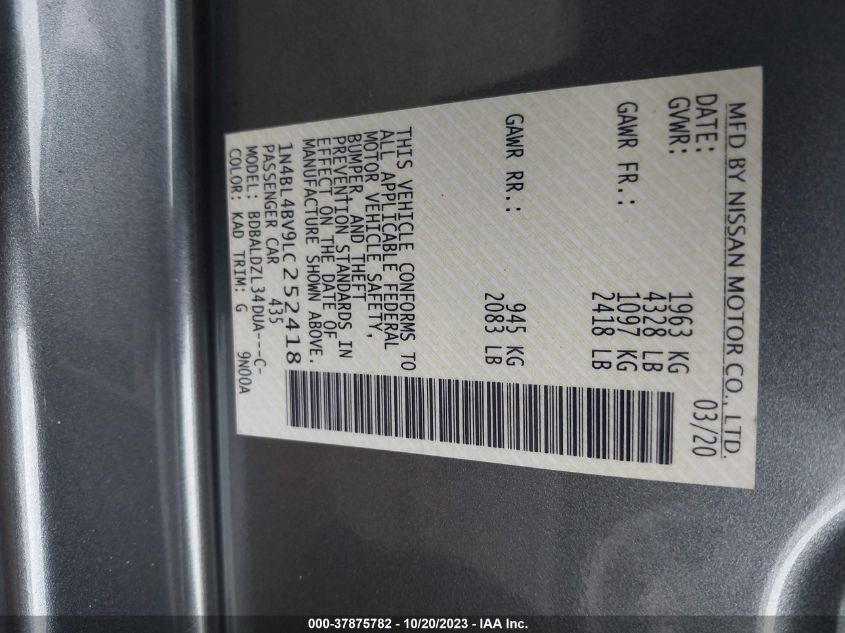 MFD BY NISSAN MOTOR CO., LTD.
DATE: 03/20
GVWR: 1963 KG
4328 LB
GAWR FR.: 1097 KG
2418 LB
GAWR RR.: 945 KG
2083 LB
THIS VEHICLE CONFORMS TO
ALL APPLICABLE FEDERAL
MOTOR VEHICLE SAFETY,
BUMPER, AND THEFT
PREVENTION STANDARDS IN
EFFECT ON THE DATE OF
MANUFACTURE SHOWN ABOVE.
1N4BL4BV9LC252418
PASSENGER CAR 435
MODEL: BDBALDZL34DUA---C-
COLOR: KAD TRIM: G 9N00A
000-37875782 - 10/20/2023 - IAA Inc.